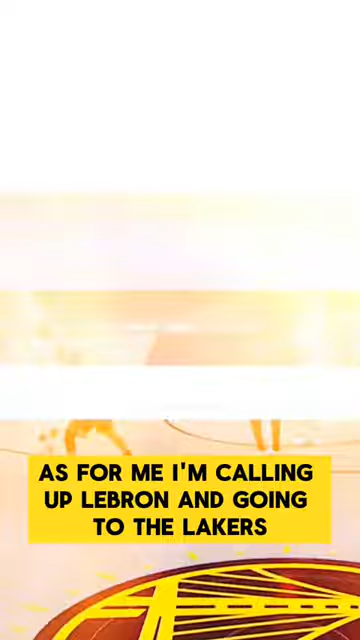 AS FOR ME I'M CALLING
UP LEBRON AND GOING
TO THE LAKERS